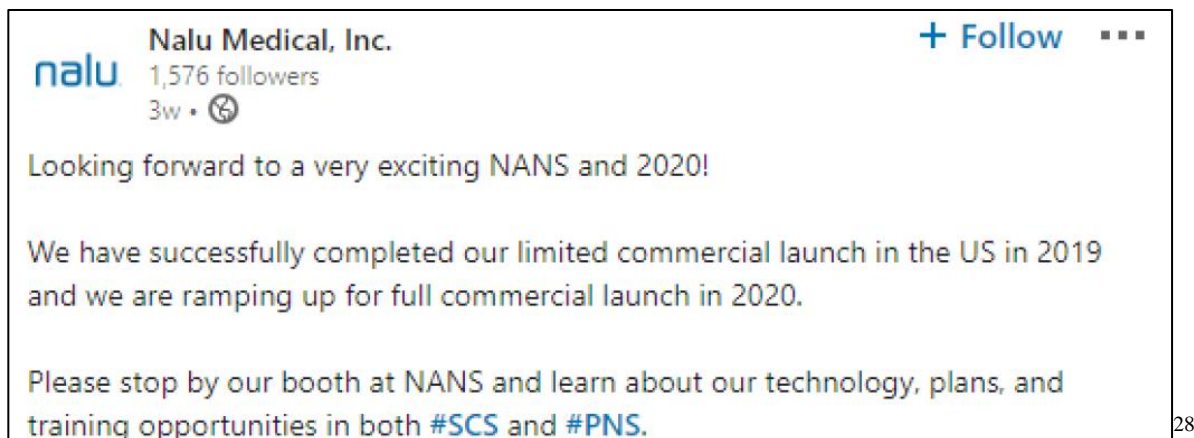 Nalu Medical, Inc.
+ Follow ...
nalu
1,576 followers
3w •
Looking forward to a very exciting NANS and 2020!
We have successfully completed our limited commercial launch in the US in 2019
and we are ramping up for full commercial launch in 2020.
Please stop by our booth at NANS and learn about our technology, plans, and
training opportunities in both #SCS and #PNS.
28